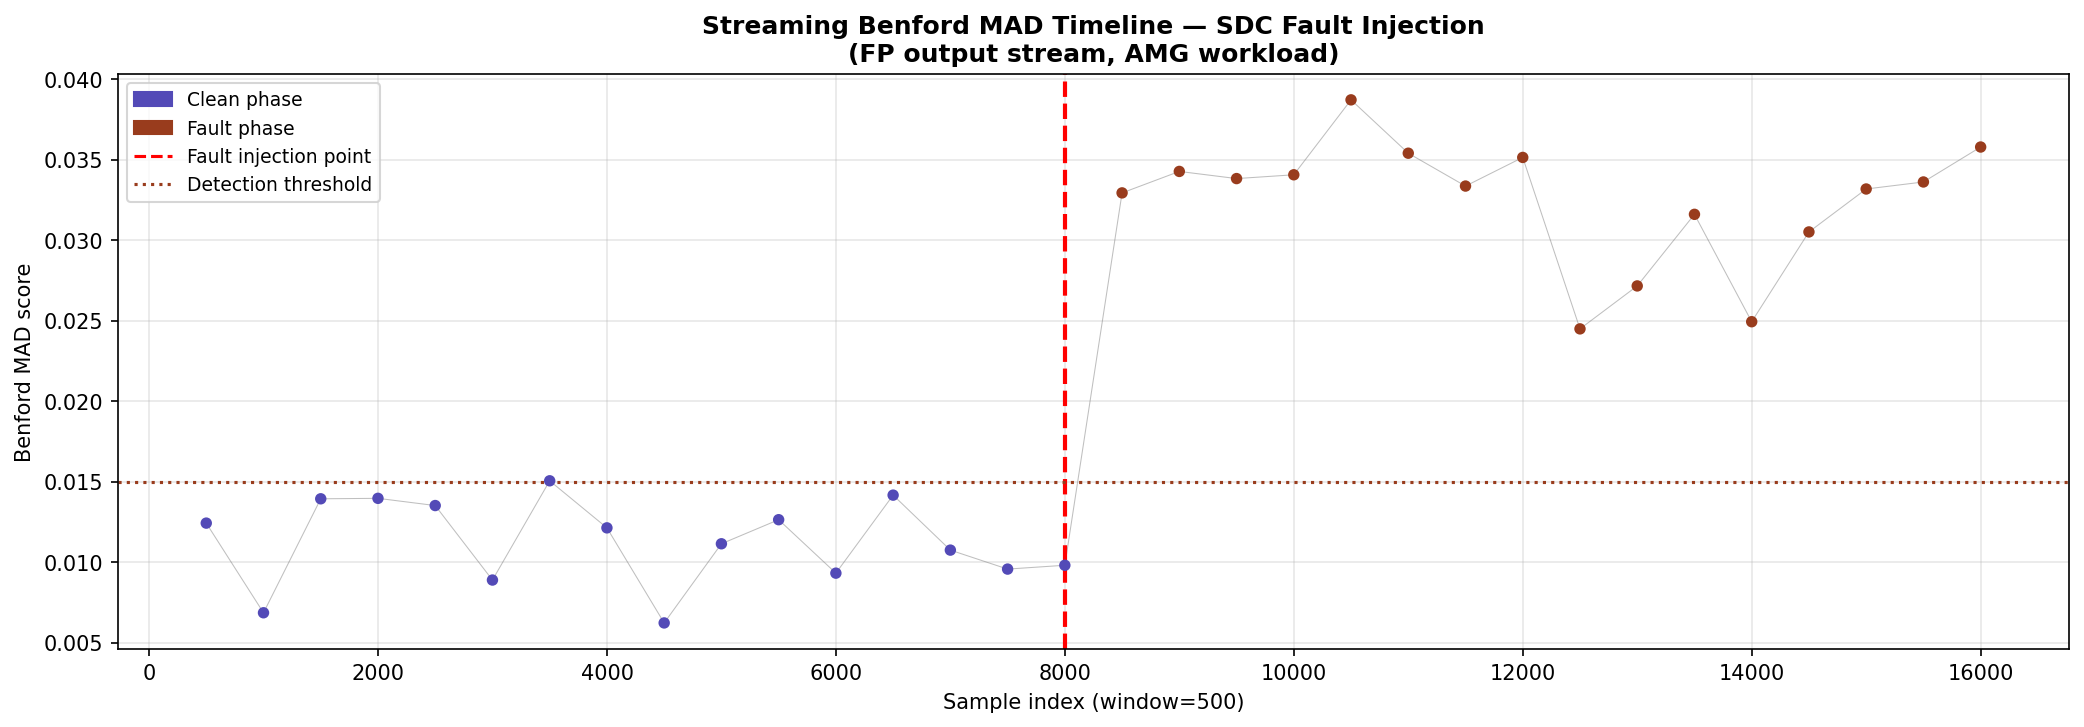 Streaming Benford MAD Timeline — SDC Fault Injection
(FP output stream, AMG workload)
Clean phase
Fault phase
Fault injection point
Detection threshold
Benford MAD score
0.040
0.035
0.030
0.025
0.020
0.015
0.010
0.005
0 2000 4000 6000 8000 10000 12000 14000 16000
Sample index (window=500)